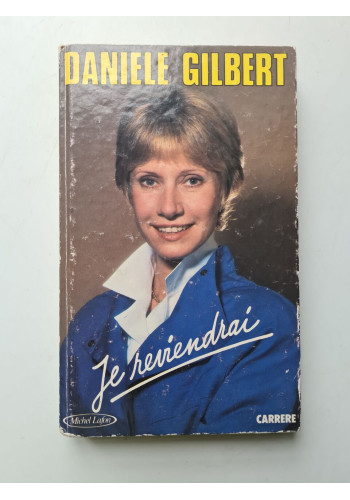 DANIELE GILBERT
Je reviendrai
Michel Lafon
CARRERE